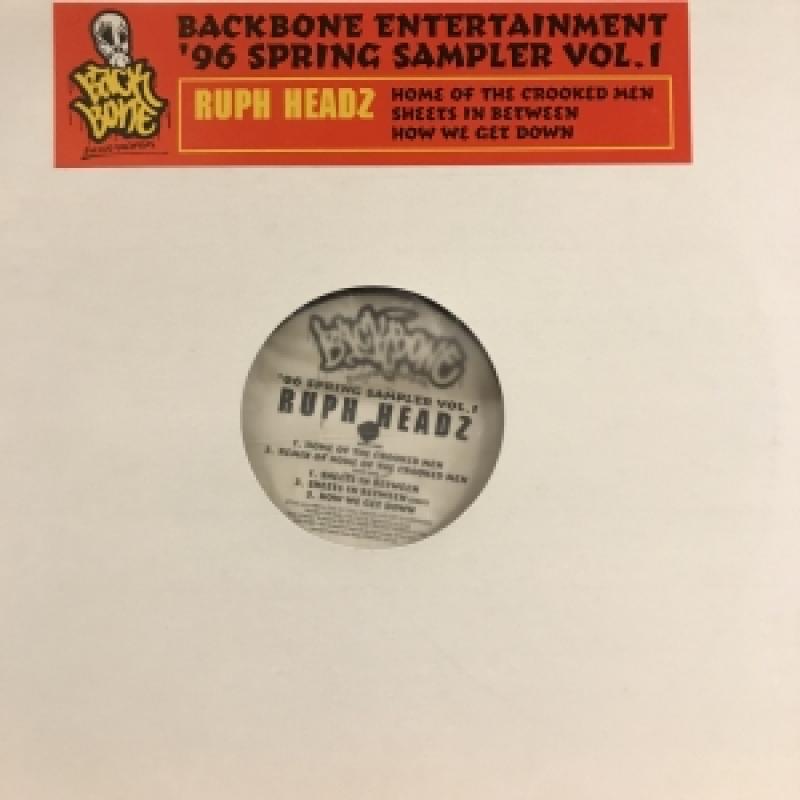 BACKBONE ENTERTAINMENT
'96 SPRING SAMPLER VOL.1
BACK
BONE
RUPH HEADZ
HOME OF THE CROOKED MEN
SHEETS IN BETWEEN
HOW WE GET DOWN
BACKBONE
'96 SPRING SAMPLER VOL.1
RUPH HEADZ
1. HOME OF THE CROOKED MEN
2. REMIX OF HOME OF THE CROOKED MEN
1. SHEETS IN BETWEEN
2. SHEETS IN BETWEEN
3. HOW WE GET DOWN